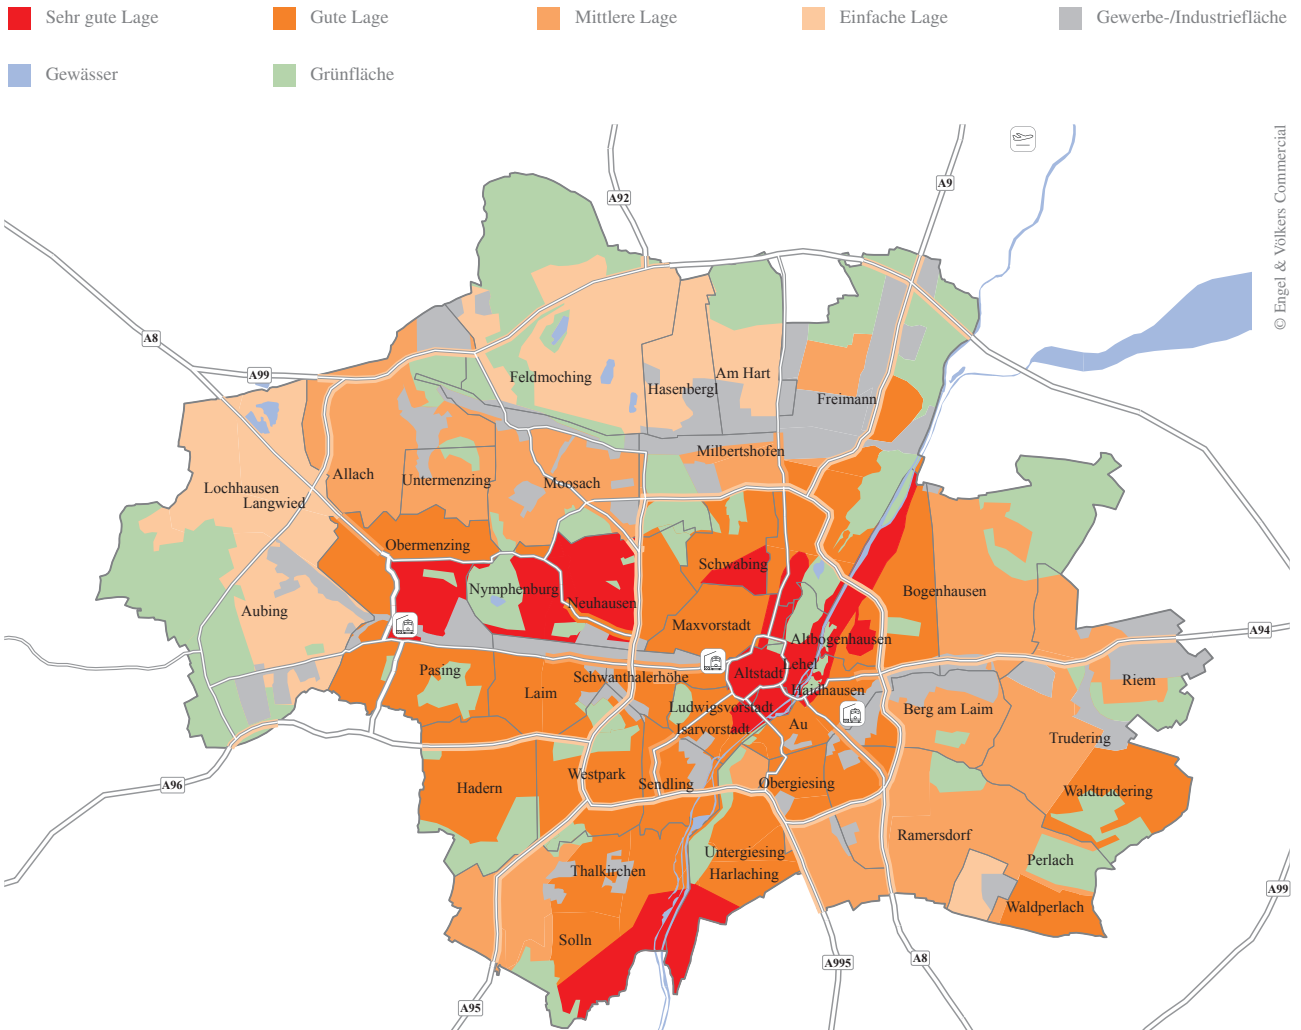 Sehr gute Lage
Gute Lage
Mittlere Lage
Einfache Lage
Gewerbe-/Industriefläche
Gewässer
Grünfläche
© Engel & Völkers Commercial
A92
A9
A8
A99
Feldmoching
Hasenbergl
Am Hart
Freimann
Milbertshofen
Allach
Untermenzing
Moosach
Lochhausen
Langwied
Obermenzing
Schwabing
Nymphenburg
Neuhausen
Bogenhausen
Aubing
Maxvorstadt
Altbogenhausen
A94
Pasing
Schwanthalerhöhe
Altstadt
Lehel
Riem
Laim
Haidhausen
Ludwigsvorstadt
Isarvorstadt
Au
Berg am Laim
Trudering
A96
Hadern
Westpark
Sendling
Obergiesing
Waldtrudering
Ramersdorf
Untergiesing
Harlaching
Thalkirchen
Perlach
A99
Waldperlach
Solln
A995
A8
A95